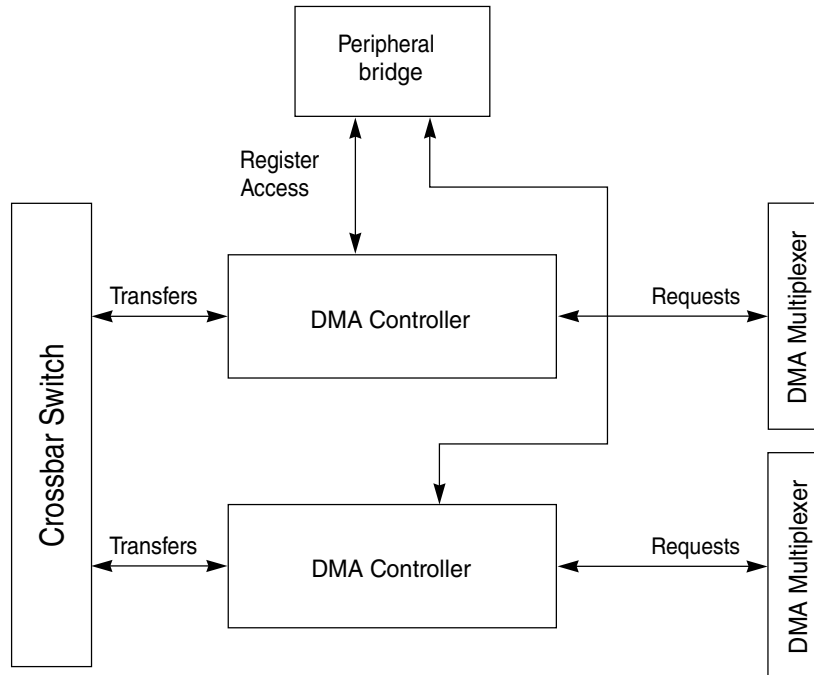 Peripheral
bridge
Register
Access
Transfers
DMA Controller
Requests
DMA Multiplexer
Crossbar Switch
Transfers
DMA Controller
Requests
DMA Multiplexer